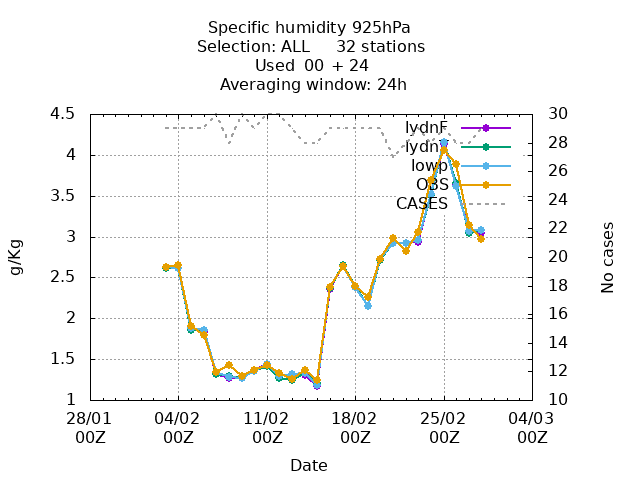 Specific humidity 925hPa
Selection: ALL 32 stations
Used 00 + 24
Averaging window: 24h
4.5
4
3.5
3
2.5
2
1.5
1
30
28
26
24
22
20
18
16
14
12
10
g/Kg
No cases
lowp
OBS
CASES
28/01 04/02 11/02 18/02 25/02 04/03
00Z 00Z 00Z 00Z 00Z 00Z
Date